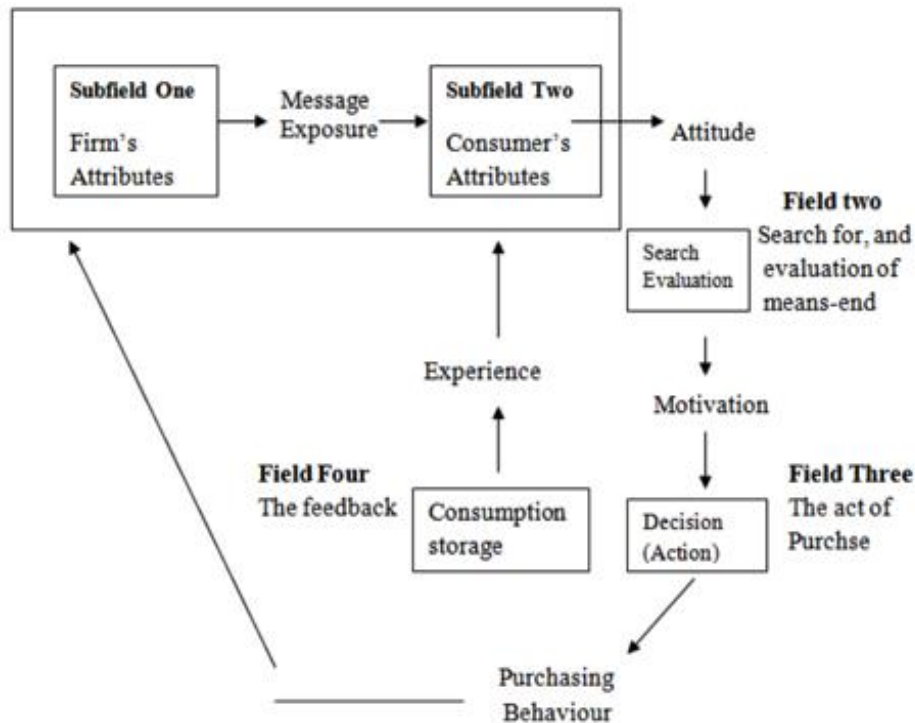 Subfield One
Firm's
Attributes
Message
Exposure
Subfield Two
Consumer's
Attributes
Attitude
Field two
Search for, and
evaluation of
means-end
Search
Evaluation
Experience
Motivation
Field Four
The feedback
Consumption
storage
Decision
(Action)
Field Three
The act of
Purchse
Purchasing
Behaviour